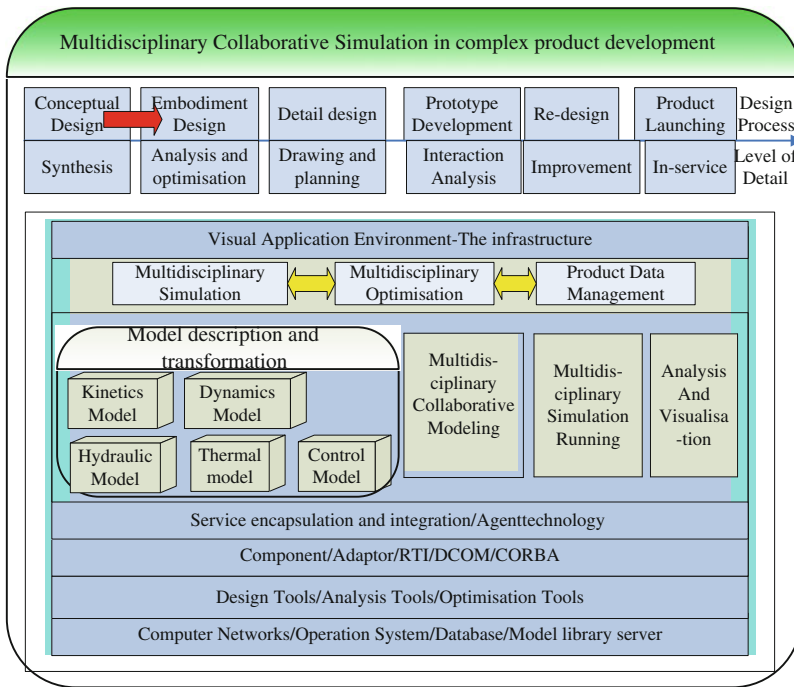 Multidisciplinary Collaborative Simulation in complex product development
Conceptual
Design
Embodiment
Design
Detail design
Prototype
Development
Re-design
Product
Launching
Design
Process
Synthesis
Analysis and
optimisation
Drawing and
planning
Interaction
Analysis
Improvement
In-service
Level of
Detail
Visual Application Environment-The infrastructure
Multidisciplinary
Simulation
Multidisciplinary
Optimisation
Product Data
Management
Model description and
transformation
Kinetics
Model
Dynamics
Model
Hydraulic
Model
Thermal
model
Control
Model
Multidis-
ciplinary
Collaborative
Modeling
Multidis-
ciplinary
Simulation
Running
Analysis
And
Visualisa
-tion
Service encapsulation and integration/Agenttechnology
Component/Adaptor/RTI/DCOM/CORBA
Design Tools/Analysis Tools/Optimisation Tools
Computer Networks/Operation System/Database/Model library server